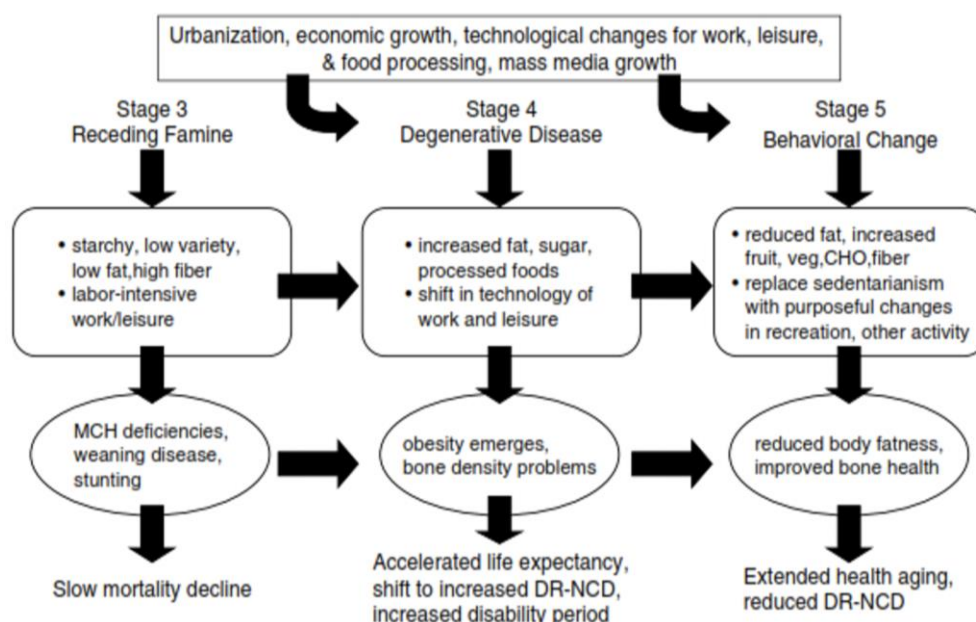 Urbanization, economic growth, technological changes for work, leisure,
& food processing, mass media growth
Stage 3
Receding Famine
Stage 4
Degenerative Disease
Stage 5
Behavioral Change
• starchy, low variety,
low fat,high fiber
• labor-intensive
work/leisure
• increased fat, sugar,
processed foods
• shift in technology of
work and leisure
• reduced fat, increased
fruit, veg,CHO,fiber
• replace sedentarianism
with purposeful changes
in recreation, other activity
MCH deficiencies,
weaning disease,
stunting
obesity emerges,
bone density problems
reduced body fatness,
improved bone health
Slow mortality decline
Accelerated life expectancy,
shift to increased DR-NCD,
increased disability period
Extended health aging,
reduced DR-NCD